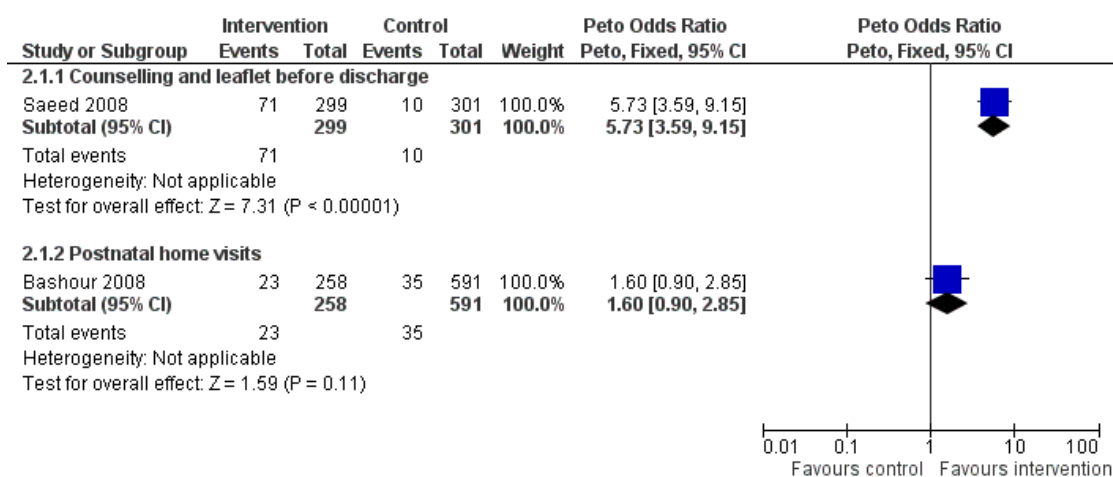 Intervention Control Peto Odds Ratio Peto Odds Ratio
Study or Subgroup Events Total Events Total Weight Peto, Fixed, 95% CI Peto, Fixed, 95% CI
2.1.1 Counselling and leaflet before discharge
Saeed 2008 71 299 10 301 100.0% 5.73 [3.59, 9.15]
Subtotal (95% CI) 299 301 100.0% 5.73 [3.59, 9.15]
Total events 71 10
Heterogeneity: Not applicable
Test for overall effect: Z = 7.31 (P < 0.00001)
2.1.2 Postnatal home visits
Bashour 2008 23 258 35 591 100.0% 1.60 [0.90, 2.85]
Subtotal (95% CI) 258 591 100.0% 1.60 [0.90, 2.85]
Total events 23 35
Heterogeneity: Not applicable
Test for overall effect: Z = 1.59 (P = 0.11)
0.01 0.1 1 10 100
Favours control Favours intervention